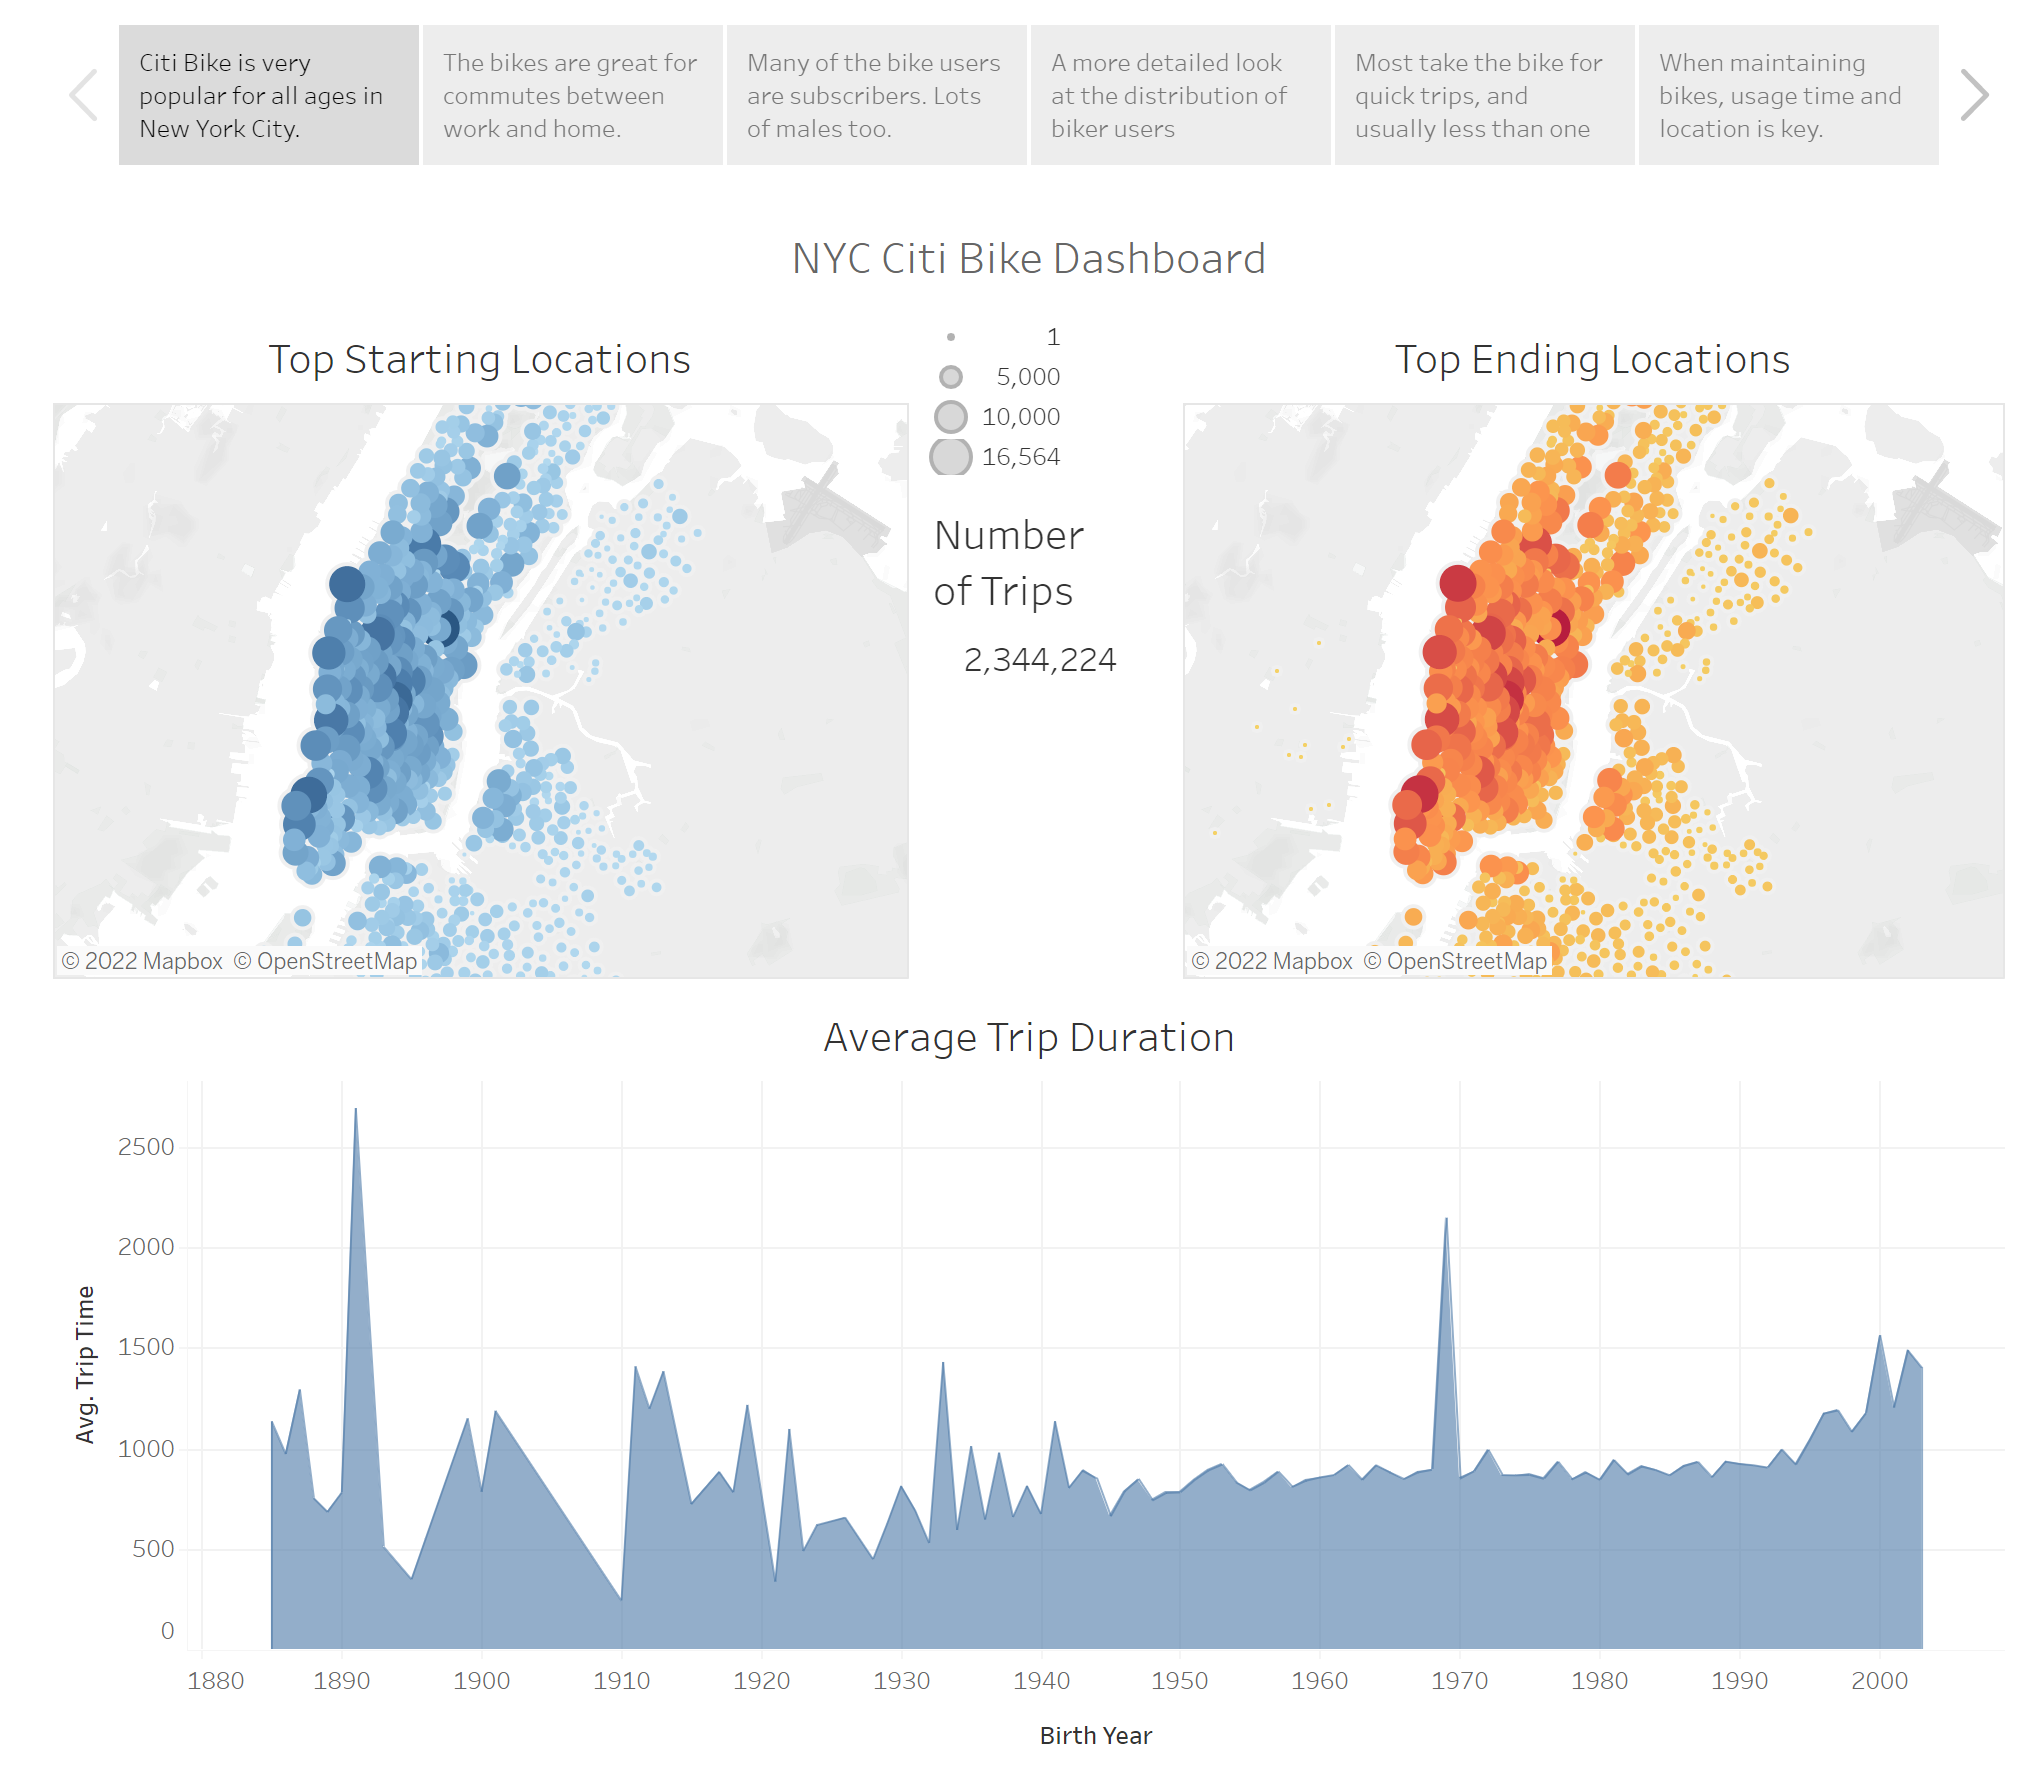 Citi Bike is very
popular for all ages in
New York City.
The bikes are great for
commutes between
work and home.
Many of the bike users
are subscribers. Lots
of males too.
A more detailed look
at the distribution of
biker users
Most take the bike for
quick trips, and
usually less than one
When maintaining
bikes, usage time and
location is key.
NYC Citi Bike Dashboard
Top Starting Locations
1
5,000
10,000
16,564
Number
of Trips
2,344,224
Top Ending Locations
© 2022 Mapbox © OpenStreetMap
© 2022 Mapbox © OpenStreetMap
Average Trip Duration
Avg. Trip Time
2500
2000
1500
1000
500
0
1880 1890 1900 1910 1920 1930 1940 1950 1960 1970 1980 1990 2000
Birth Year